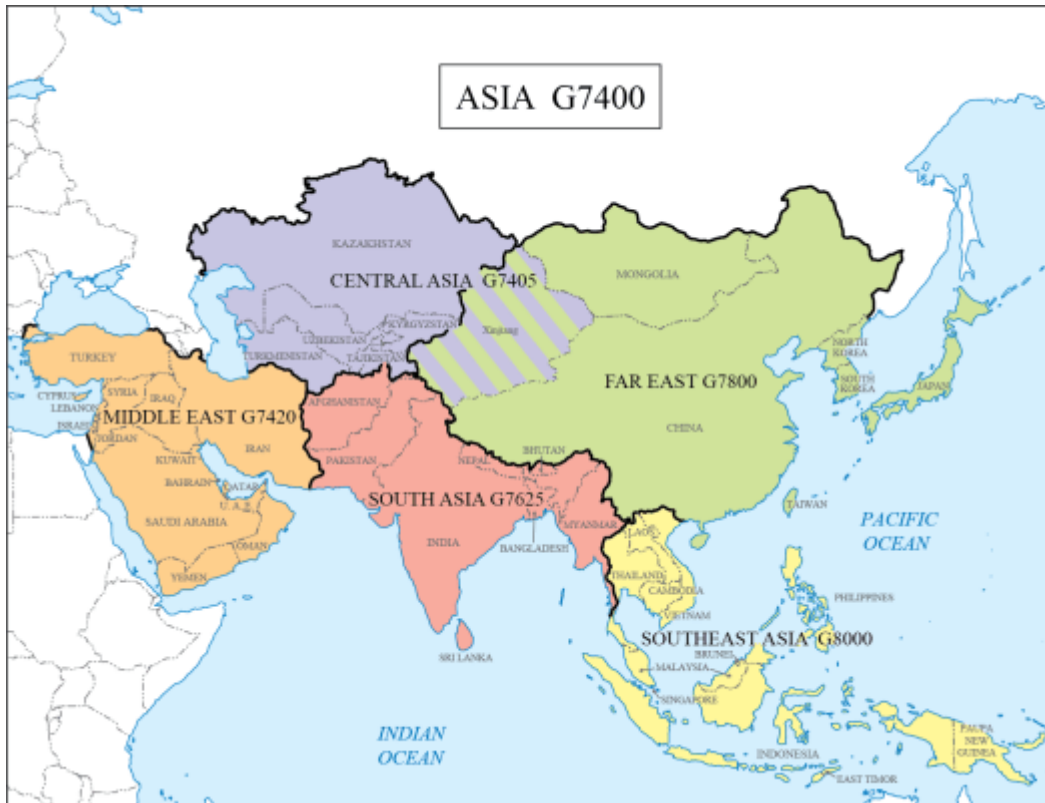 ASIA G7400
KAZAKHSTAN
CENTRAL ASIA G7405
MONGOLIA
KYRGYZSTAN
Xinjiang
UZBEKISTAN
TURKMENISTAN
TAJIKISTAN
NORTH
KOREA
SOUTH
KOREA
JAPAN
TURKEY
FAR EAST G7800
CYPRUS
SYRIA
IRAQ
LEBANON
AFGHANISTAN
MIDDLE EAST G7420
ISRAEL
JORDAN
CHINA
IRAN
KUWAIT
PAKISTAN
NEPAL
BHUTAN
BAHRAIN
QATAR
SOUTH ASIA G7625
U. A. E.
TAIWAN
SAUDI ARABIA
INDIA
MYANMAR
PACIFIC
OCEAN
OMAN
BANGLADESH
LAOS
YEMEN
THAILAND
CAMBODIA
PHILIPPINES
VIETNAM
SOUTHEAST ASIA G8000
SRI LANKA
BRUNEI
MALAYSIA
SINGAPORE
INDIAN
OCEAN
PAUPA
NEW
GUINEA
INDONESIA
EAST TIMOR